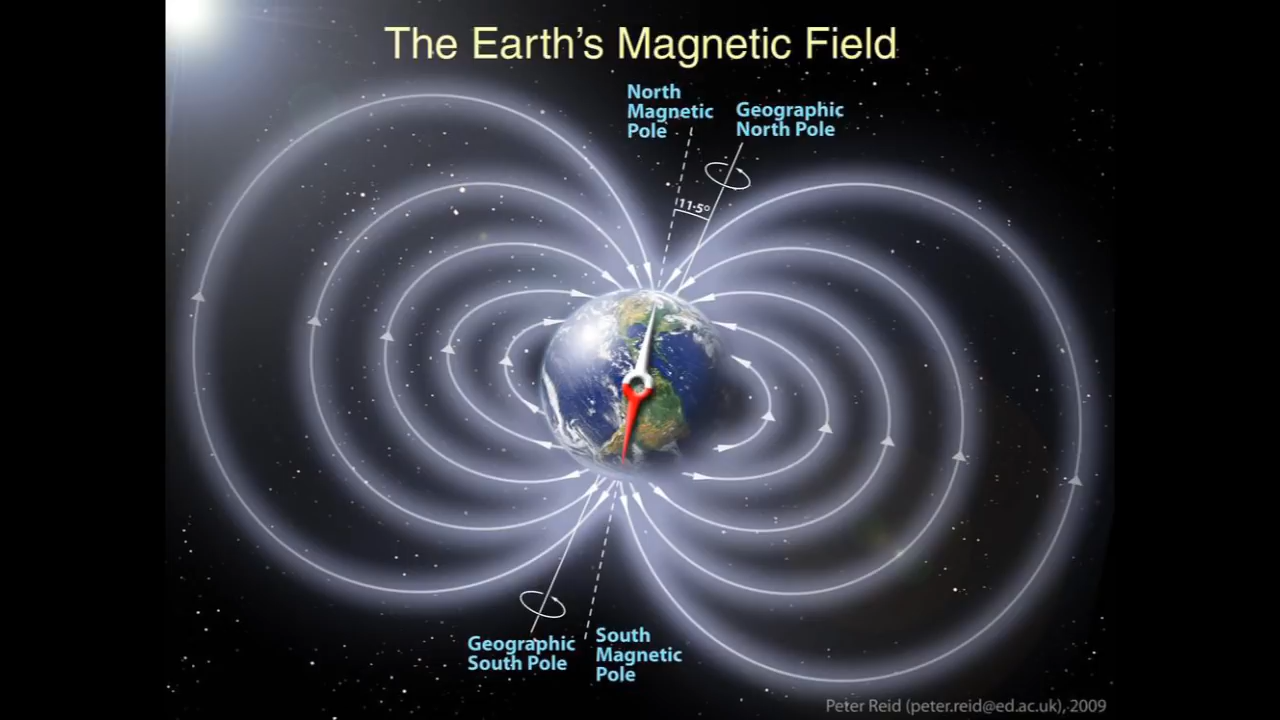 The Earth's Magnetic Field
North
Magnetic
Pole
Geographic
North Pole
11·5°
Geographic
South Pole
South
Magnetic
Pole
Peter Reid (peter.reid@ed.ac.uk), 2009